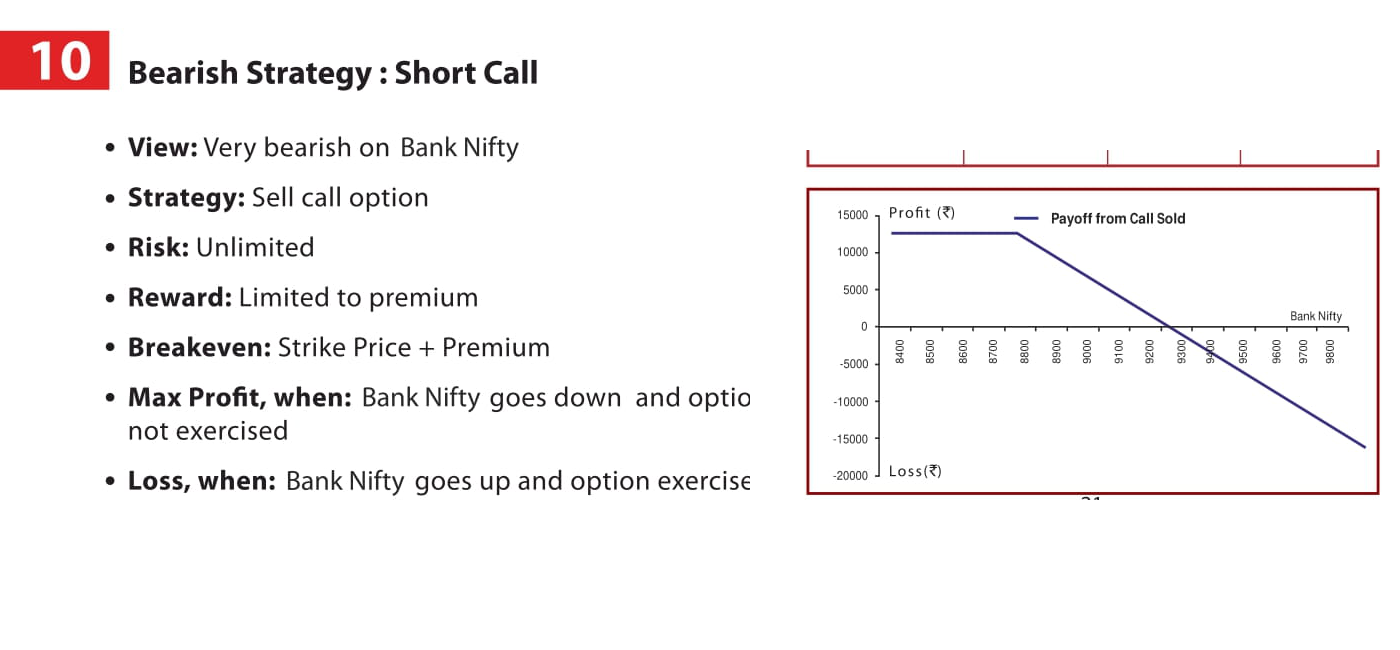 10
Bearish Strategy : Short Call
• View: Very bearish on Bank Nifty
• Strategy: Sell call option
• Risk: Unlimited
• Reward: Limited to premium
• Breakeven: Strike Price + Premium
• Max Profit, when: Bank Nifty goes down and optio
not exercised
• Loss, when: Bank Nifty goes up and option exercise
Profit (₹)
Payoff from Call Sold
15000
10000
5000
0
-5000
-10000
-15000
-20000
Bank Nifty
8400 8500 8600 8700 8800 8900 9000 9100 9200 9300 9400 9500 9600 9700 9800
Loss(₹)